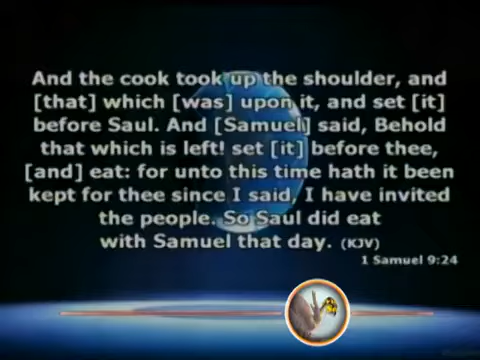 And the cook took up the shoulder, and
[that] which [was] upon it, and set [it]
before Saul. And [Samuel] said, Behold
that which is left! set [it] before thee,
[and] eat: for unto this time hath it been
kept for thee since I said, I have invited
the people. So Saul did eat
with Samuel that day. (KJV)
1 Samuel 9:24